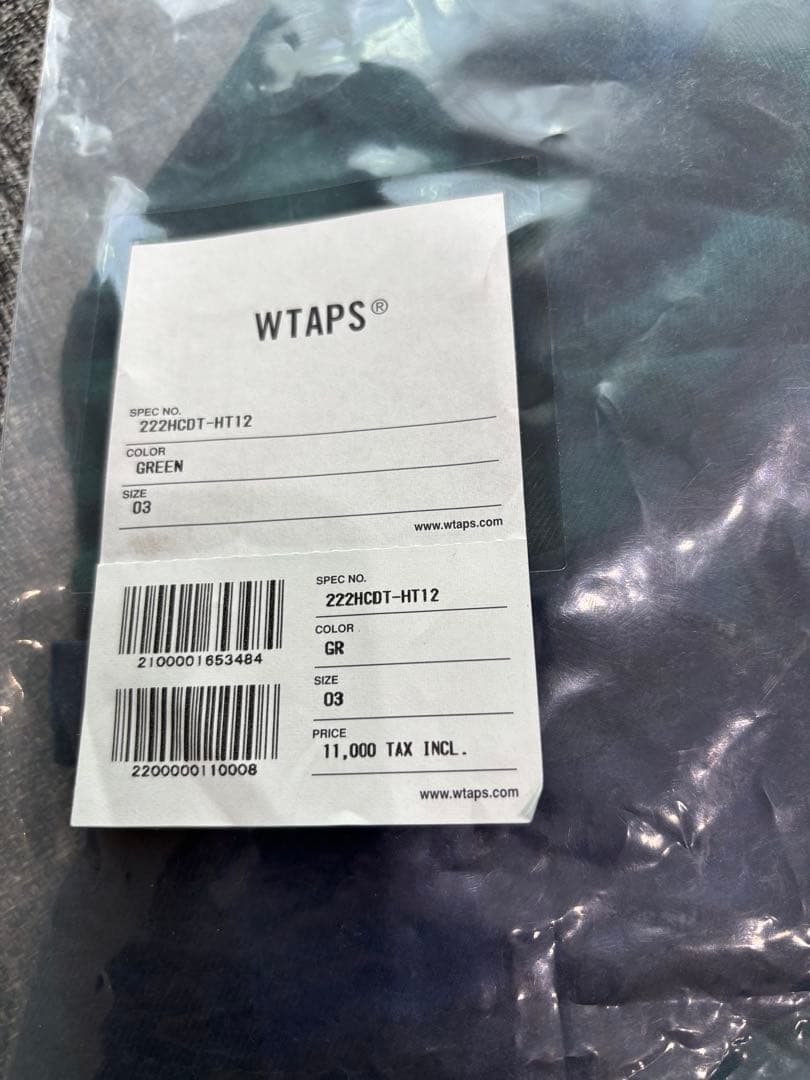 WTAPS®
SPEC NO.
222HCDT-HT12
COLOR
GREEN
SIZE
03
www.wtaps.com
2100001653484
2200000110008
SPEC NO.
222HCDT-HT12
COLOR
GR
SIZE
03
PRICE
11,000 TAX INCL.
www.wtaps.com